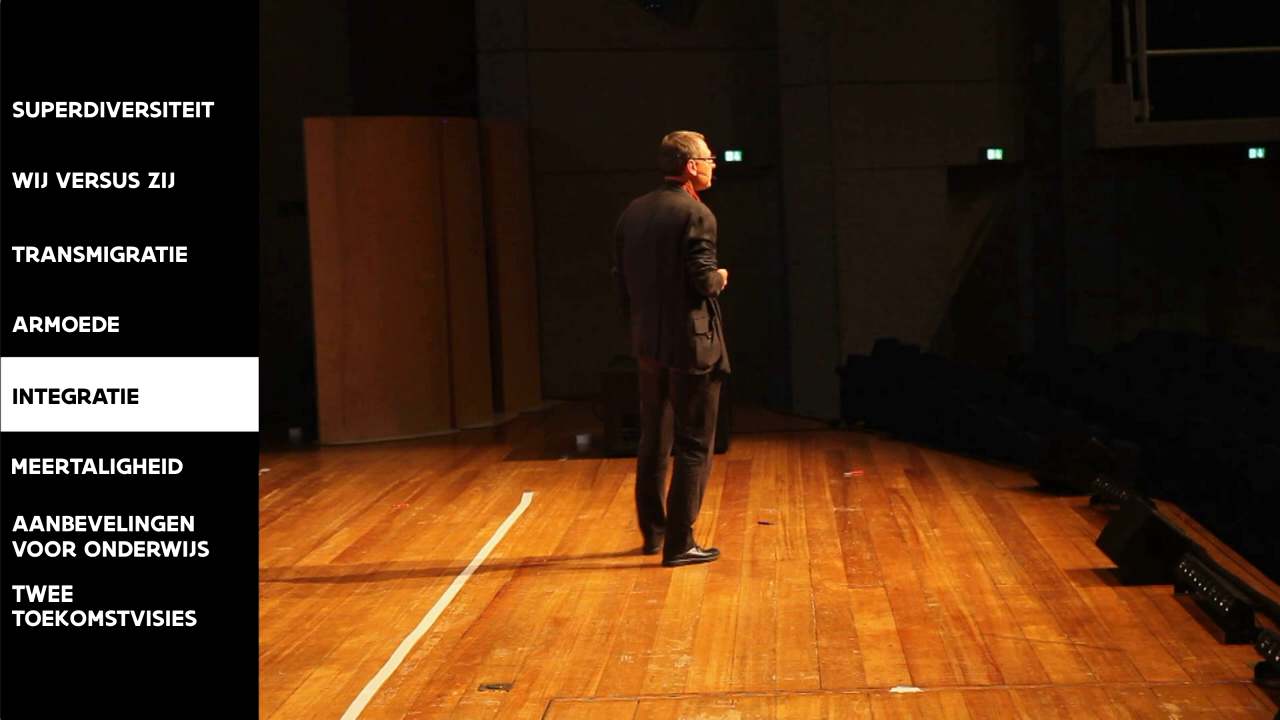 SUPERDIVERSITEIT
WIJ VERSUS ZIJ
TRANSMIGRATIE
ARMOEDE
INTEGRATIE
MEERTALIGHEID
AANBEVELINGEN
VOOR ONDERWIJS
TWEE
TOEKOMSTVISIES